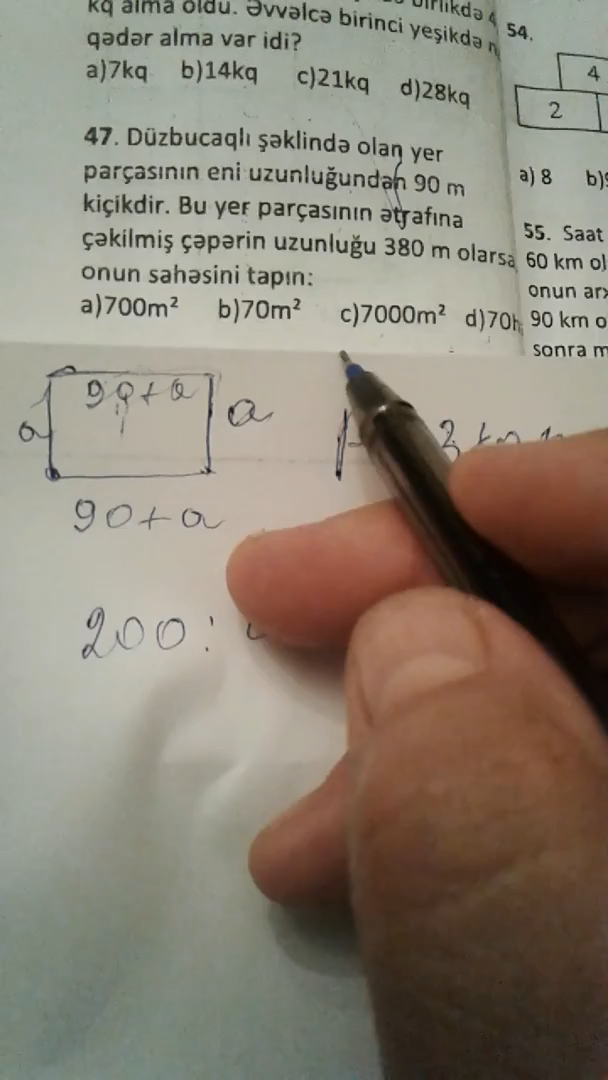 kq alma oldu. Əvvəlcə birinci yeşikdə
qədər alma var idi?
a)7kq b)14kq c)21kq d)28kq
47. Düzbucaqlı şəklində olan yer
parçasının eni uzunluğundan 90 m
kiçikdir. Bu yer parçasının ətrafına
çəkilmiş çəpərin uzunluğu 380 m olarsa
onun sahəsini tapın:
a)700m² b)70m² c)7000m² d)70h
54.
4
2
a) 8 b)
55. Saat
60 km ol
onun ar
90 km o
sonra m
90+a
a a
90+a
200: